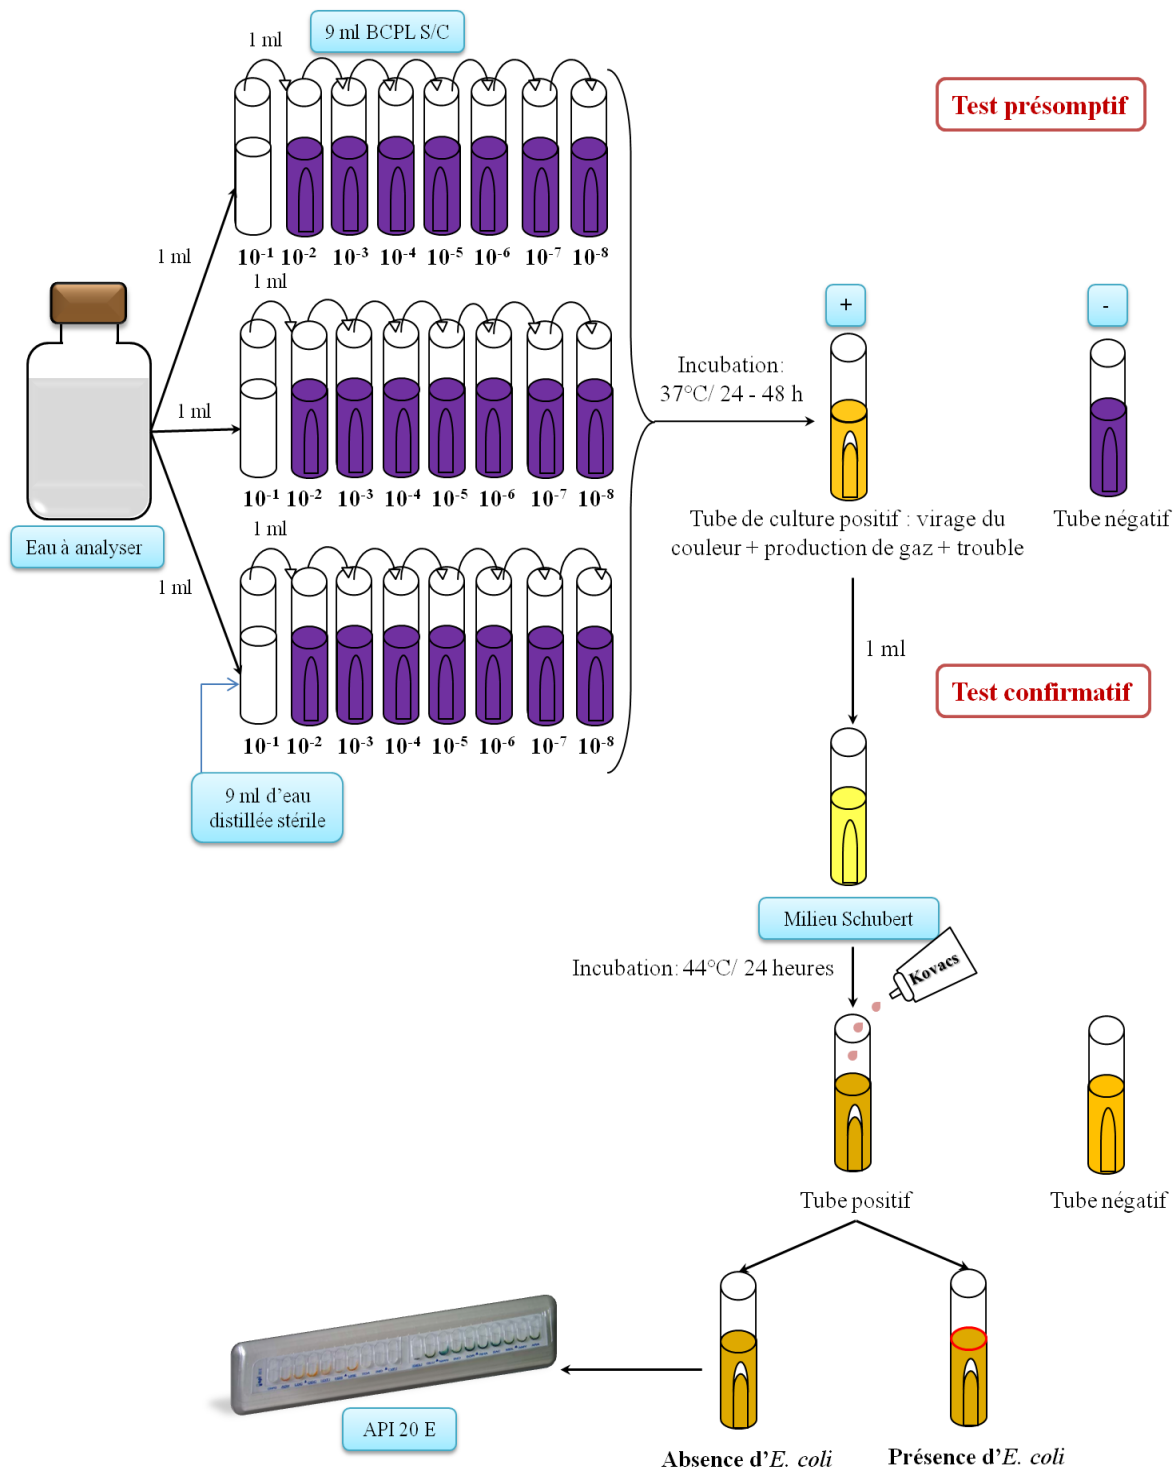 9 ml BCPL S/C
1 ml
Test présomptif
10-1 10-2 10-3 10-4 10-5 10-6 10-7 10-8
1 ml
1 ml
+
-
Incubation:
37°C/ 24 - 48 h
1 ml
10-1 10-2 10-3 10-4 10-5 10-6 10-7 10-8
1 ml
Eau à analyser
Tube de culture positif : virage du
couleur + production de gaz + trouble
Tube négatif
1 ml
1 ml
Test confirmatif
10-1 10-2 10-3 10-4 10-5 10-6 10-7 10-8
9 ml d'eau
distillée stérile
Milieu Schubert
Incubation: 44°C/ 24 heures
Kovacs
Tube positif
Tube négatif
API 20 E
Absence d'E. coli
Présence d'E. coli